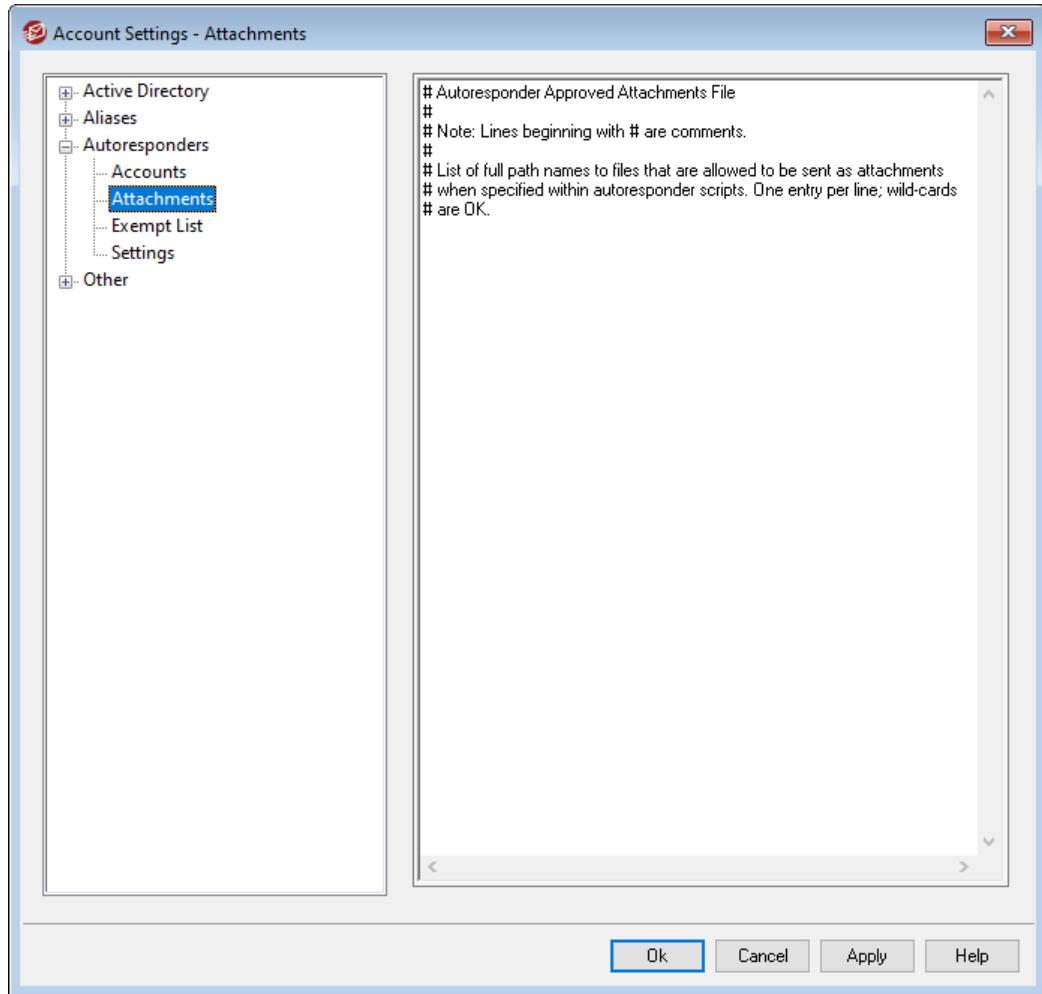 Account Settings - Attachments
Active Directory
Aliases
Autoresponders
Accounts
Attachments
Exempt List
Settings
Other
# Autoresponder Approved Attachments File
#
# Note: Lines beginning with # are comments.
#
# List of full path names to files that are allowed to be sent as attachments
# when specified within autoresponder scripts. One entry per line; wild-cards
# are OK.
Ok
Cancel
Apply
Help